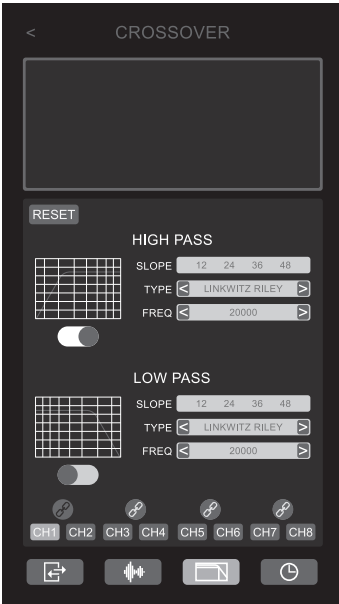 < CROSSOVER
RESET
HIGH PASS
SLOPE 12 24 36 48
TYPE < LINKWITZ RILEY >
FREQ < 20000 >
LOW PASS
SLOPE 12 24 36 48
TYPE < LINKWITZ RILEY >
FREQ < 20000 >
CH1 CH2 CH3 CH4 CH5 CH6 CH7 CH8